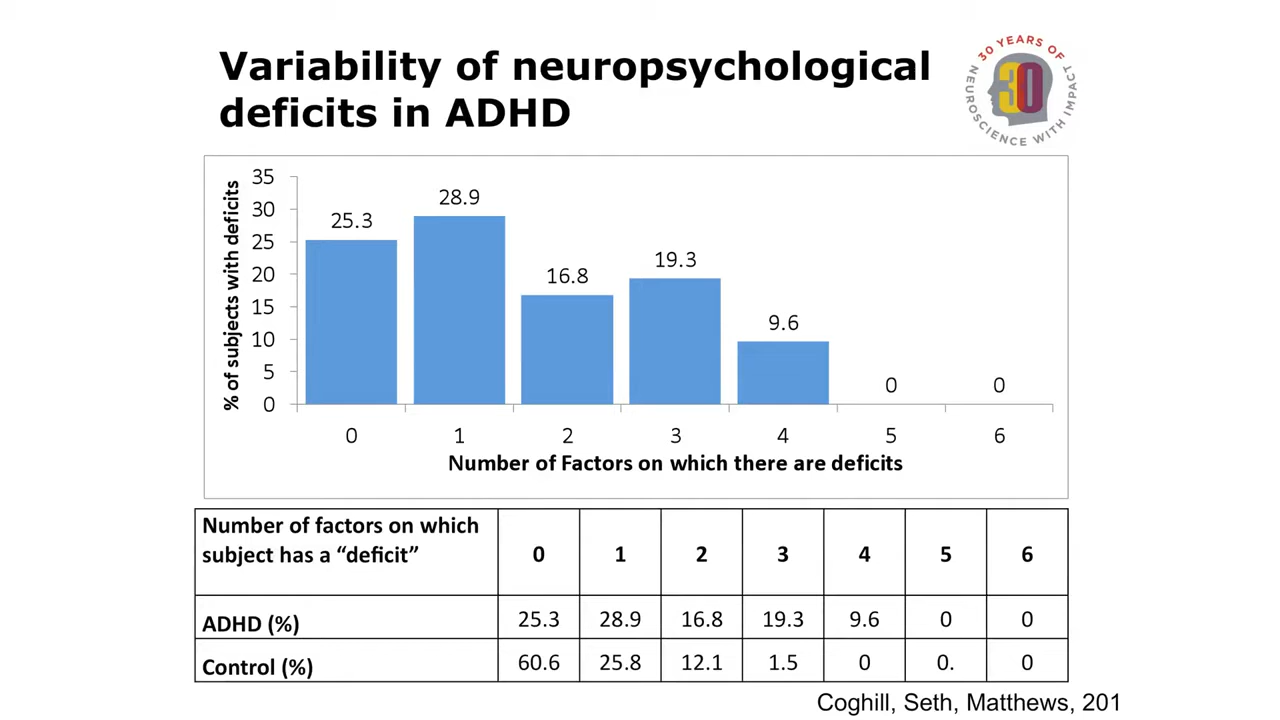 Variability of neuropsychological
deficits in ADHD
30 YEARS OF
30
NEUROSCIENCE WITH IMPACT
% of subjects with deficits
35
30
25
20
15
10
5
0
25.3
28.9
16.8
19.3
9.6
0
0
0 1 2 3 4 5 6
Number of Factors on which there are deficits
Number of factors on which
subject has a “deficit” 0 1 2 3 4 5 6
ADHD (%) 25.3 28.9 16.8 19.3 9.6 0 0
Control (%) 60.6 25.8 12.1 1.5 0 0. 0
Coghill, Seth, Matthews, 201